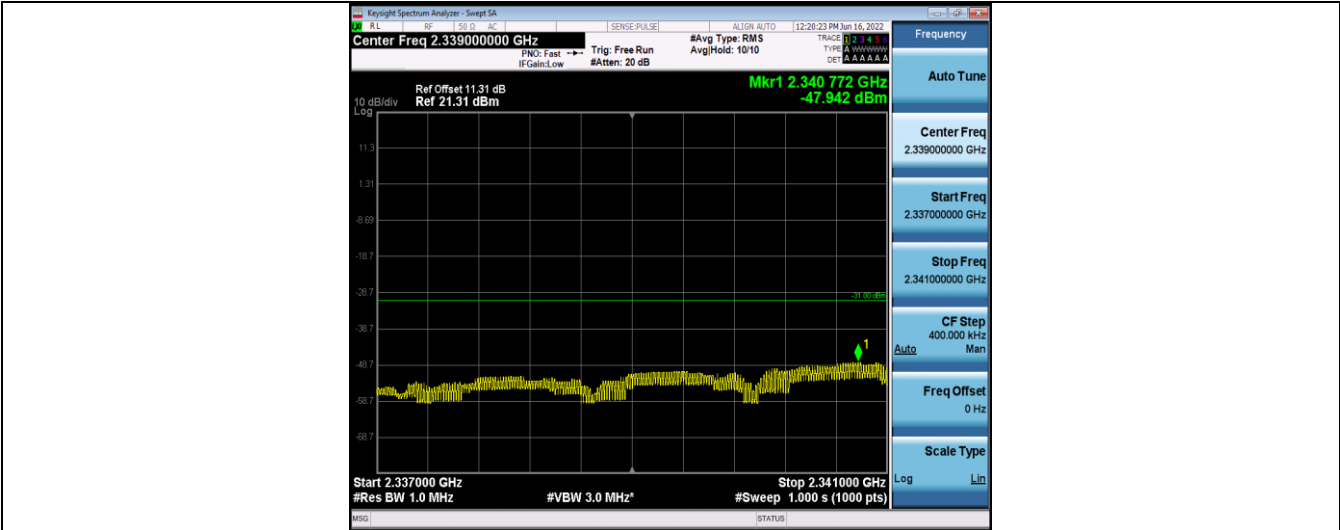 Keysight Spectrum Analyzer - Swept SA
RL RF 50 Ω AC SENSE:PULSE ALIGN AUTO 12:20:23 PM Jun 16, 2022
Center Freq 2.339000000 GHz
PNO: Fast
IFGain:Low
Trig: Free Run
#Atten: 20 dB
#Avg Type: RMS
Avg|Hold: 10/10
TRACE 1 2 3 4 5 6
TYPE A WWWWW
DET A A A A A A
Frequency
Mkr1 2.340 772 GHz
-47.942 dBm
Ref Offset 11.31 dB
10 dB/div Ref 21.31 dBm
Log
11.3
1.31
-8.69
-18.7
-28.7
-38.7
-48.7
-58.7
-68.7
-31.00 dBm
1
Start 2.337000 GHz
Stop 2.341000 GHz
#Res BW 1.0 MHz
#VBW 3.0 MHz*
#Sweep 1.000 s (1000 pts)
MSG
STATUS
Auto Tune
Center Freq
2.339000000 GHz
Start Freq
2.337000000 GHz
Stop Freq
2.341000000 GHz
CF Step
400.000 kHz
Auto Man
Freq Offset
0 Hz
Scale Type
Log Lin